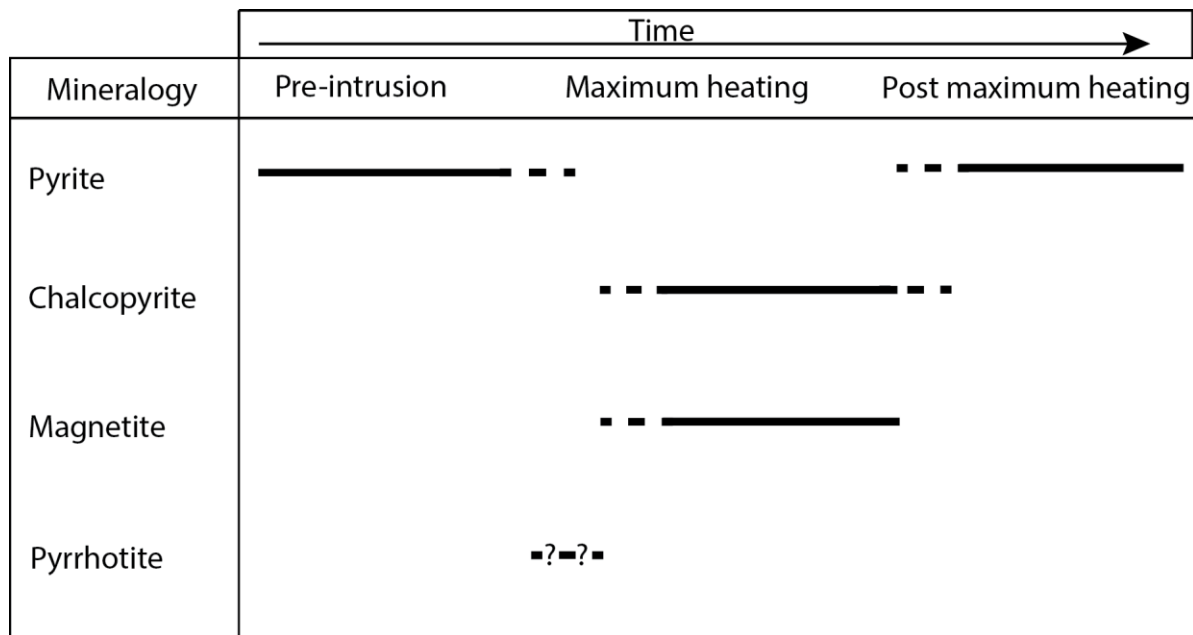 Time
Mineralogy Pre-intrusion Maximum heating Post maximum heating
Pyrite
Chalcopyrite
Magnetite
Pyrrhotite ? ?